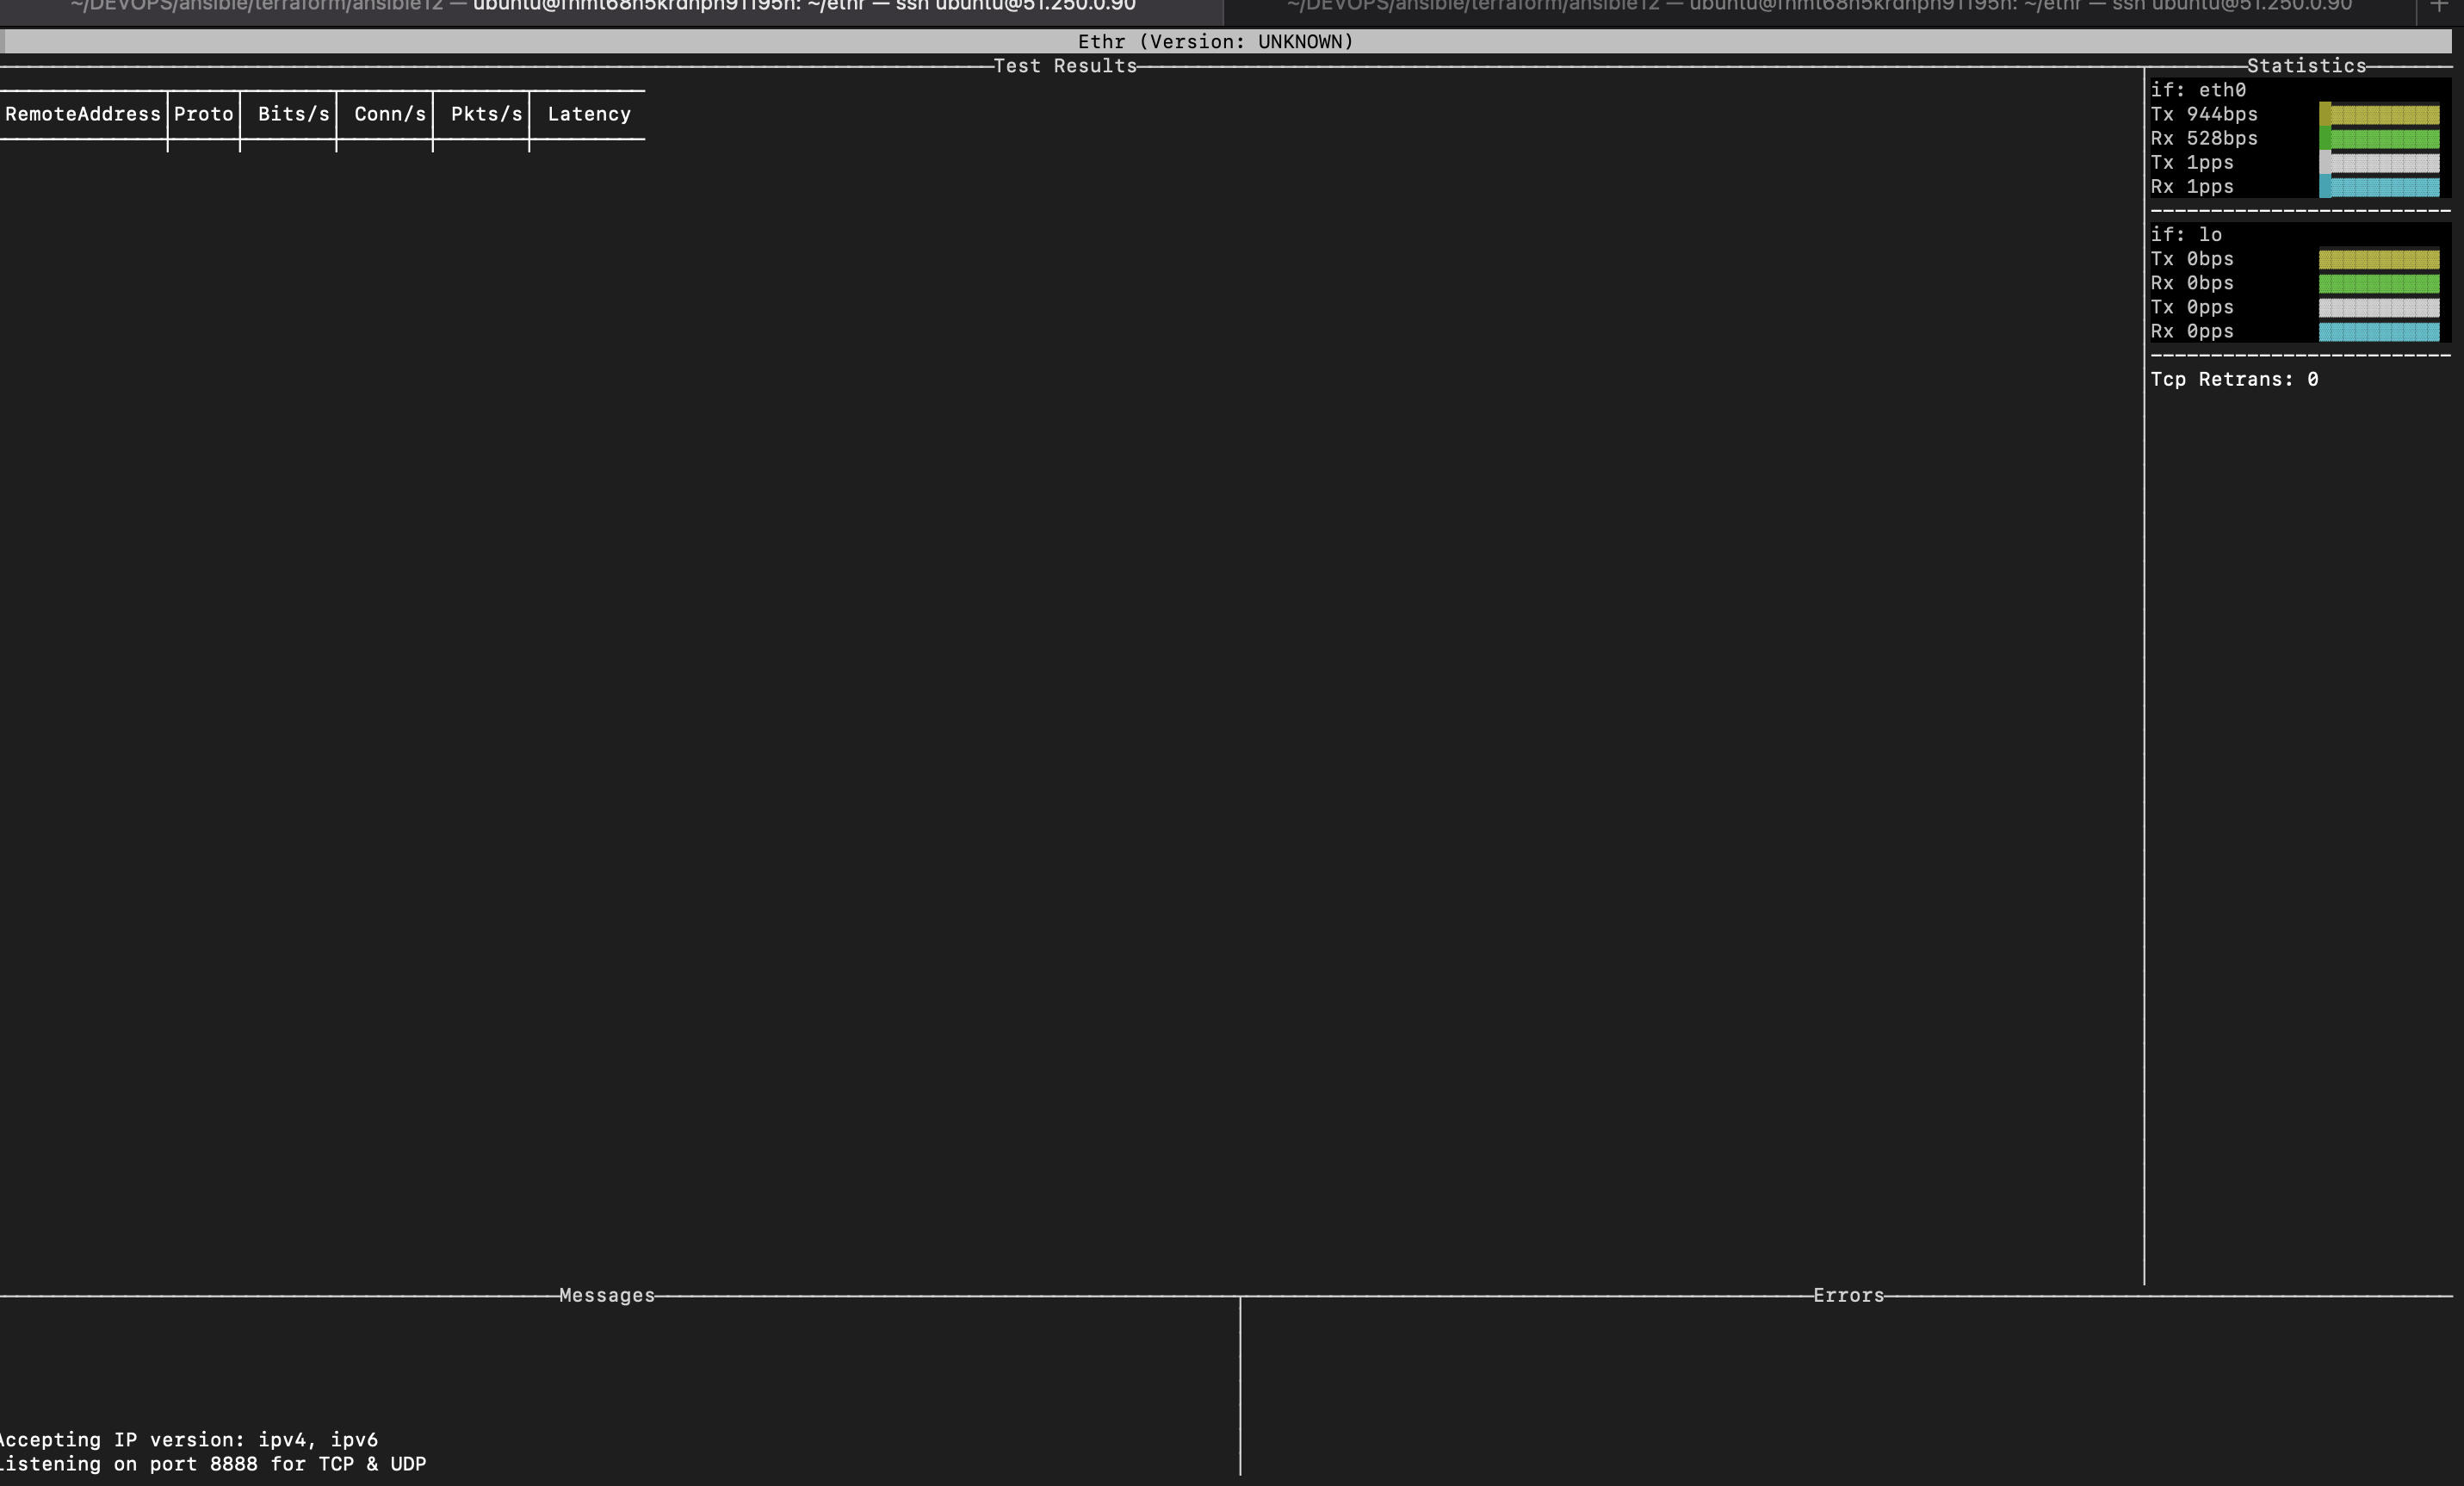 ~/DEVOPS/ansible/terraform/ansible12 — ubuntu@fhmt68h5krdhph91195h: ~/ethr — ssh ubuntu@51.250.0.90
~/DEVOPS/ansible/terraform/ansible12 — ubuntu@fhmt68h5krdhph91195h: ~/ethr — ssh ubuntu@51.250.0.90 +
Ethr (Version: UNKNOWN)
Test Results
RemoteAddress Proto Bits/s Conn/s Pkts/s Latency
Statistics
if: eth0
Tx 944bps
Rx 528bps
Tx 1pps
Rx 1pps
if: lo
Tx 0bps
Rx 0bps
Tx 0pps
Rx 0pps
Tcp Retrans: 0
Messages
Accepting IP version: ipv4, ipv6
Listening on port 8888 for TCP & UDP
Errors